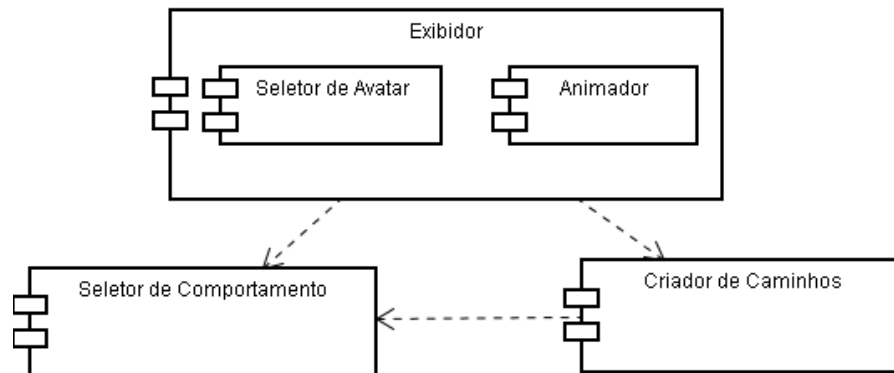 Exibidor
Seletor de Avatar
Animador
Seletor de Comportamento
Criador de Caminhos